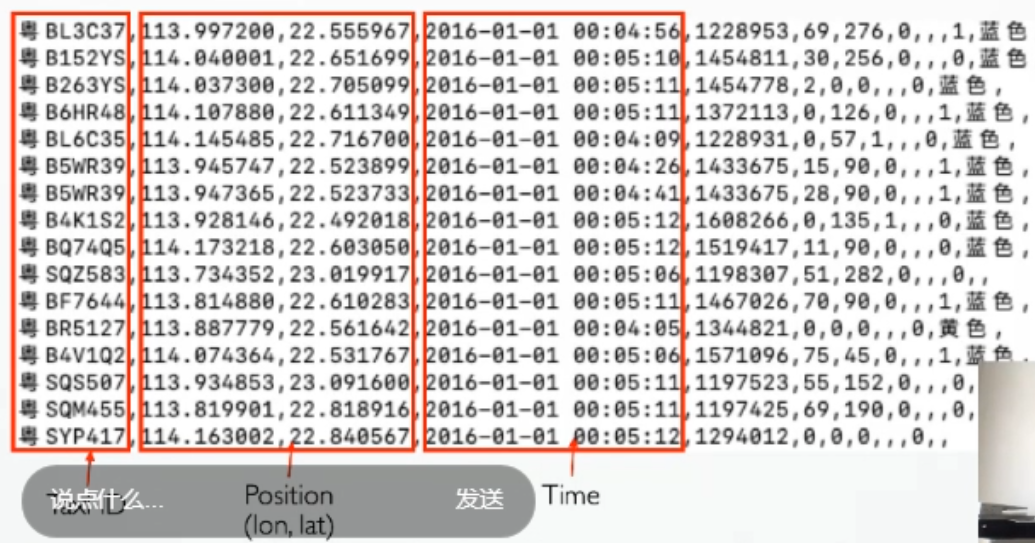 粤 BL3C37,113.997200,22.555967,2016-01-01 00:04:56,1228953,69,276,0,,,1,蓝色
粤 B152YS,114.040001,22.651699,2016-01-01 00:05:10,1454811,30,256,0,,,0,蓝色
粤 B263YS,114.037300,22.705099,2016-01-01 00:05:11,1454778,2,0,0,,,0,蓝色,
粤 B6HR48,114.107880,22.611349,2016-01-01 00:05:11,1372113,0,126,0,,,1,蓝色,
粤 BL6C35,114.145485,22.716700,2016-01-01 00:04:09,1228931,0,57,1,,,0,蓝色,
粤 B5WR39,113.945747,22.523899,2016-01-01 00:04:26,1433675,15,90,0,,,1,蓝色,
粤 B5WR39,113.947365,22.523733,2016-01-01 00:04:41,1433675,28,90,0,,,1,蓝色,
粤 B4K1S2,113.928146,22.492018,2016-01-01 00:05:12,1608266,0,135,1,,,0,蓝色,
粤 BQ74Q5,114.173218,22.603050,2016-01-01 00:05:12,1519417,11,90,0,,,0,蓝色,
粤 SQZ583,113.734352,23.019917,2016-01-01 00:05:06,1198307,51,282,0,,,0,,
粤 BF7644,113.814880,22.610283,2016-01-01 00:05:11,1467026,70,90,0,,,1,蓝色,
粤 BR5127,113.887779,22.561642,2016-01-01 00:04:05,1344821,0,0,0,,,0,黄色,
粤 B4V1Q2,114.074364,22.531767,2016-01-01 00:05:06,1571096,75,45,0,,,1,蓝色,
粤 SQS507,113.934853,23.091600,2016-01-01 00:05:11,1197523,55,152,0,,,0,
粤 SQM455,113.819901,22.818916,2016-01-01 00:05:11,1197425,69,190,0,,,0,
粤 SYP417,114.163002,22.840567,2016-01-01 00:05:12,1294012,0,0,0,,,0,,
说点什么...
Position
(lon, lat)
发送
Time